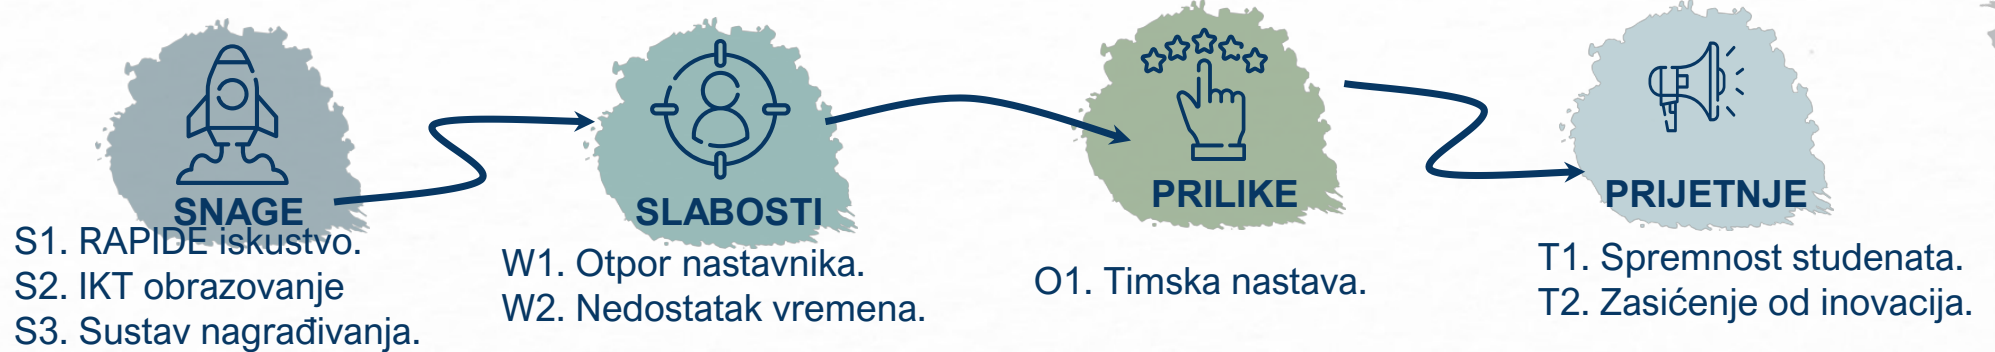 SNAGE
S1. RAPIDE iskustvo.
S2. IKT obrazovanje
S3. Sustav nagrađivanja.
SLABOSTI
W1. Otpor nastavnika.
W2. Nedostatak vremena.
PRILIKE
O1. Timska nastava.
PRIJETNJE
T1. Spremnost studenata.
T2. Zasićenje od inovacija.